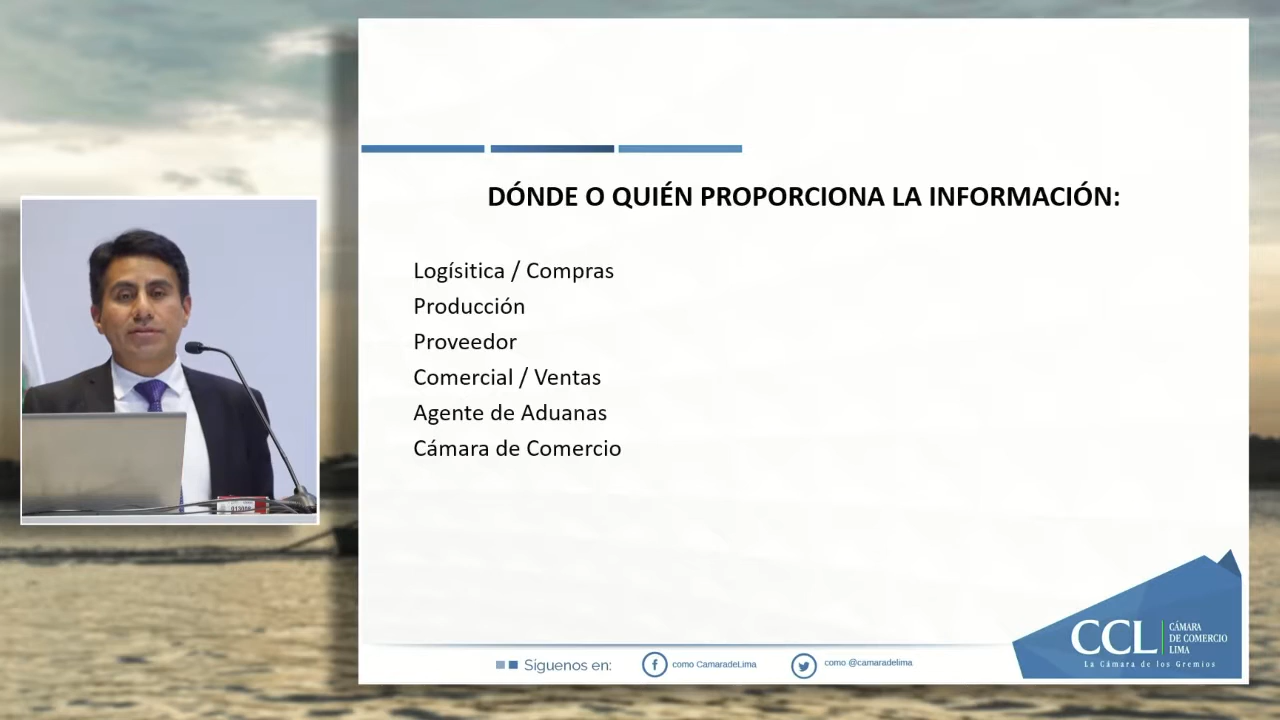 DÓNDE O QUIÉN PROPORCIONA LA INFORMACIÓN:
Logísitica / Compras
Producción
Proveedor
Comercial / Ventas
Agente de Aduanas
Cámara de Comercio
CCL
CÁMARA
DE COMERCIO
LIMA
La Cámara de los Gremios
Síguenos en:
como CamaradeLima
como @camaradelima